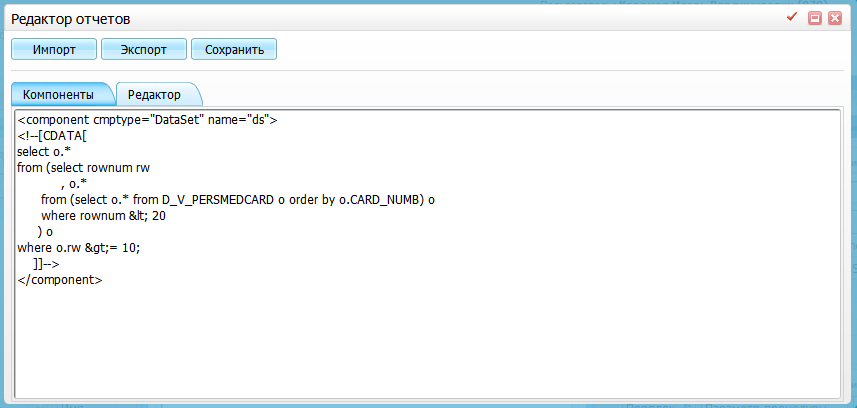 Редактор отчетов
Импорт Экспорт Сохранить
Компоненты Редактор
<component cmptype="DataSet" name="ds">
<!--[CDATA[
select o.*
from (select rownum rw
, o.*
from (select o.* from D_V_PERSMEDCARD o order by o.CARD_NUMB) o
where rownum &lt; 20
) o
where o.rw &gt;= 10;
]]-->
</component>